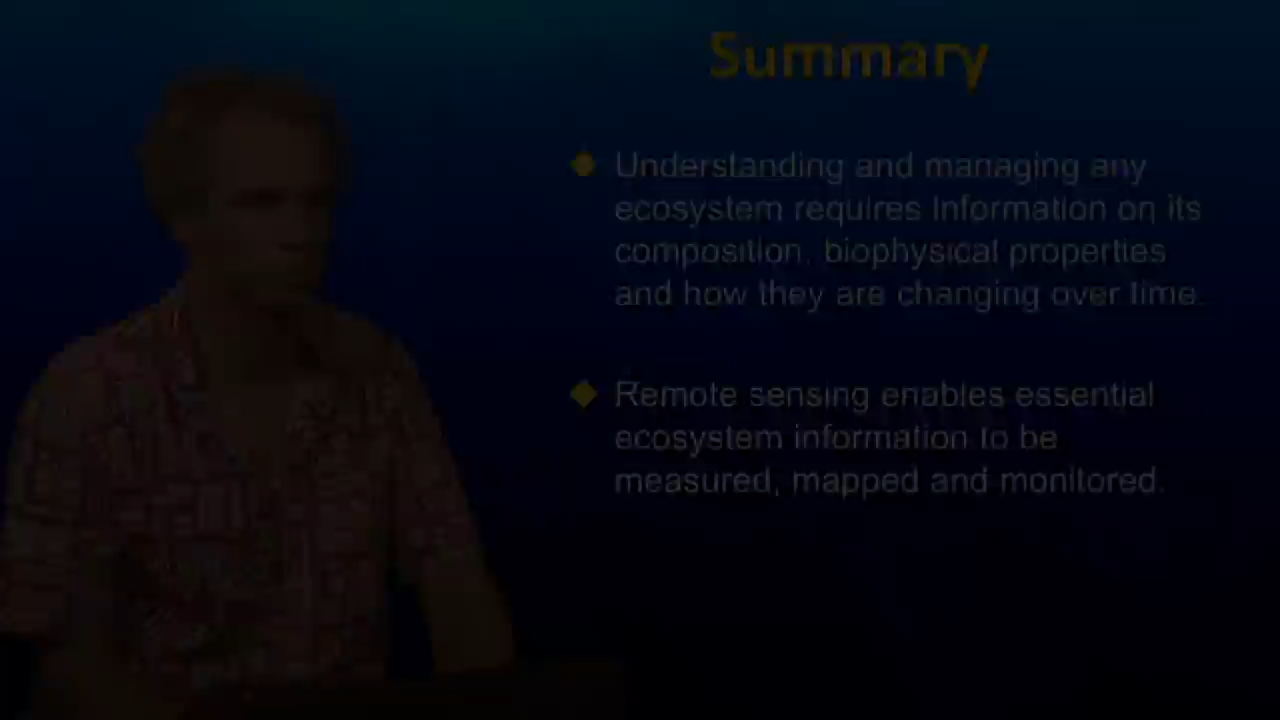 Summary
Understanding and managing any
ecosystem requires information on its
composition, biophysical properties
and how they are changing over time.
Remote sensing enables essential
ecosystem information to be
measured, mapped and monitored.